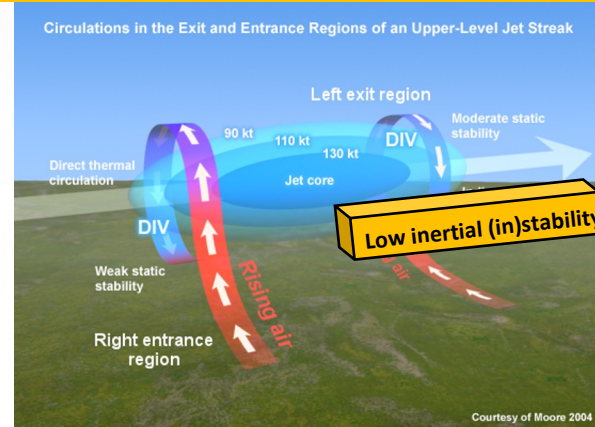 Circulations in the Exit and Entrance Regions of an Upper-Level Jet Streak
Left exit region
Moderate static
stability
90 kt
110 kt
130 kt
DIV
Jet core
Direct thermal
circulation
DIV
Low inertial (in)stability
Weak static
stability
Rising air
air
Right entrance
region
Courtesy of Moore 2004